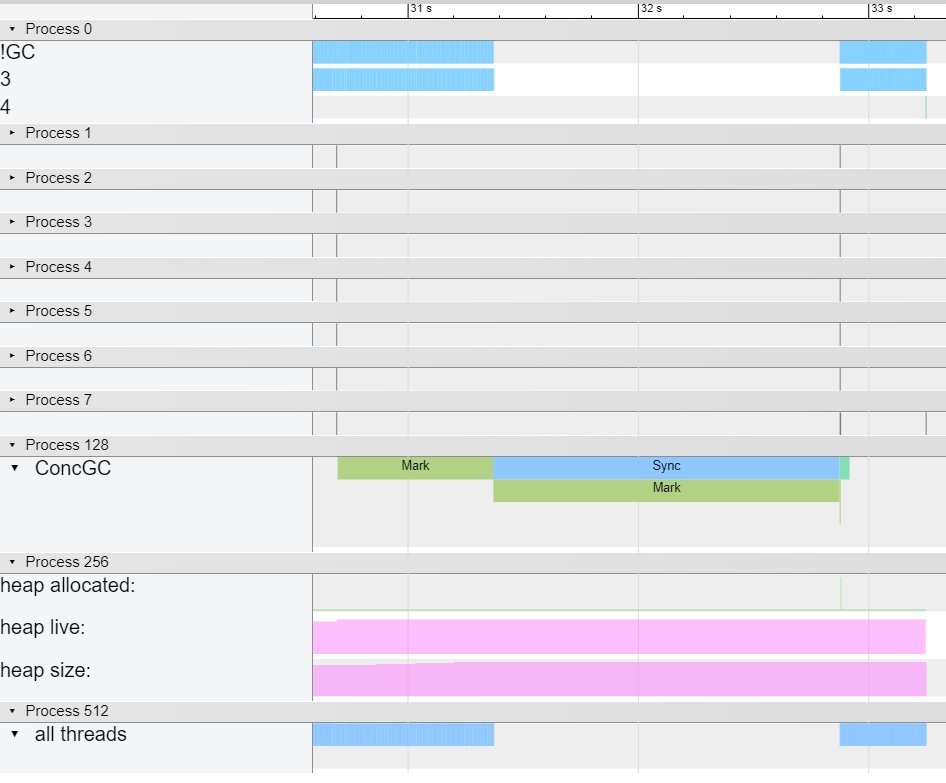 31 s 32 s 33 s
Process 0
!GC
3
4
Process 1
Process 2
Process 3
Process 4
Process 5
Process 6
Process 7
Process 128
ConcGC
Mark Sync
Mark
Process 256
heap allocated:
heap live:
heap size:
Process 512
all threads